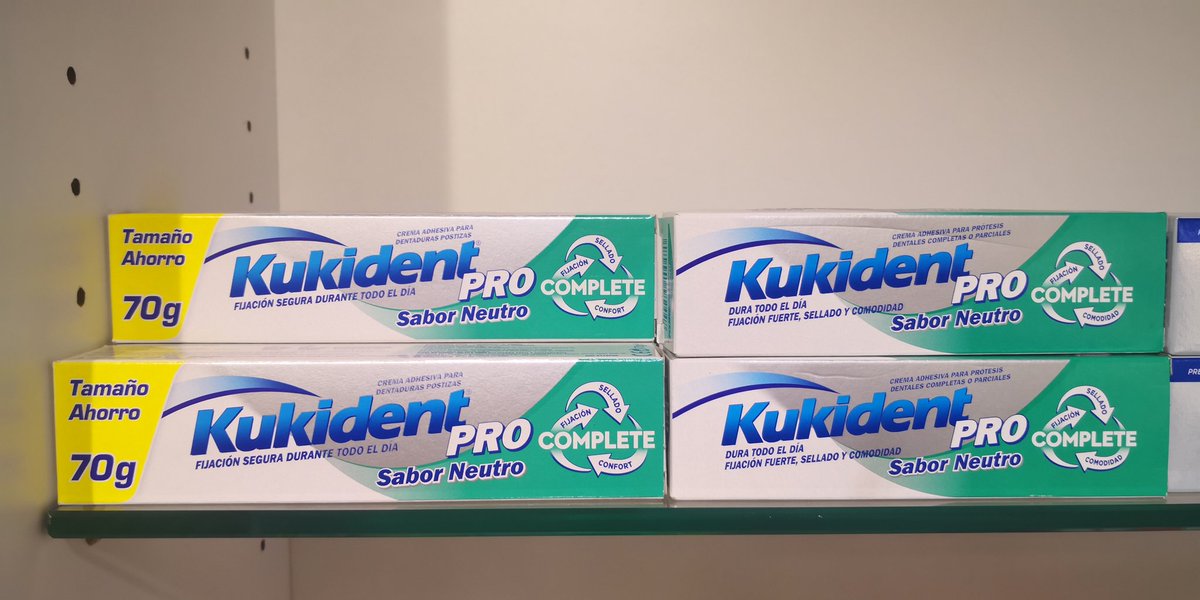 Tamaño
Ahorro
70g
CREMA ADHESIVA PARA
DENTADURAS POSTIZAS
Kukident®
PRO
FIJACIÓN SEGURA DURANTE TODO EL DÍA
Sabor Neutro
FIJACIÓN
SELLADO
COMPLETE
CONFORT
CREMA ADHESIVA PARA PRÓTESIS
DENTALES COMPLETAS O PARCIALES
Kukident
PRO
DURA TODO EL DÍA
FIJACIÓN FUERTE, SELLADO Y COMODIDAD
Sabor Neutro
FIJACIÓN
SELLADO
COMPLETE
COMODIDAD
Tamaño
Ahorro
70g
CREMA ADHESIVA PARA
DENTADURAS POSTIZAS
Kukident
PRO
FIJACIÓN SEGURA DURANTE TODO EL DÍA
Sabor Neutro
FIJACIÓN
SELLADO
COMPLETE
CONFORT
CREMA ADHESIVA PARA PRÓTESIS
DENTALES COMPLETAS O PARCIALES
Kukident
PRO
DURA TODO EL DÍA
FIJACIÓN FUERTE, SELLADO Y COMODIDAD
Sabor Neutro
FIJACIÓN
SELLADO
COMPLETE
COMODIDAD